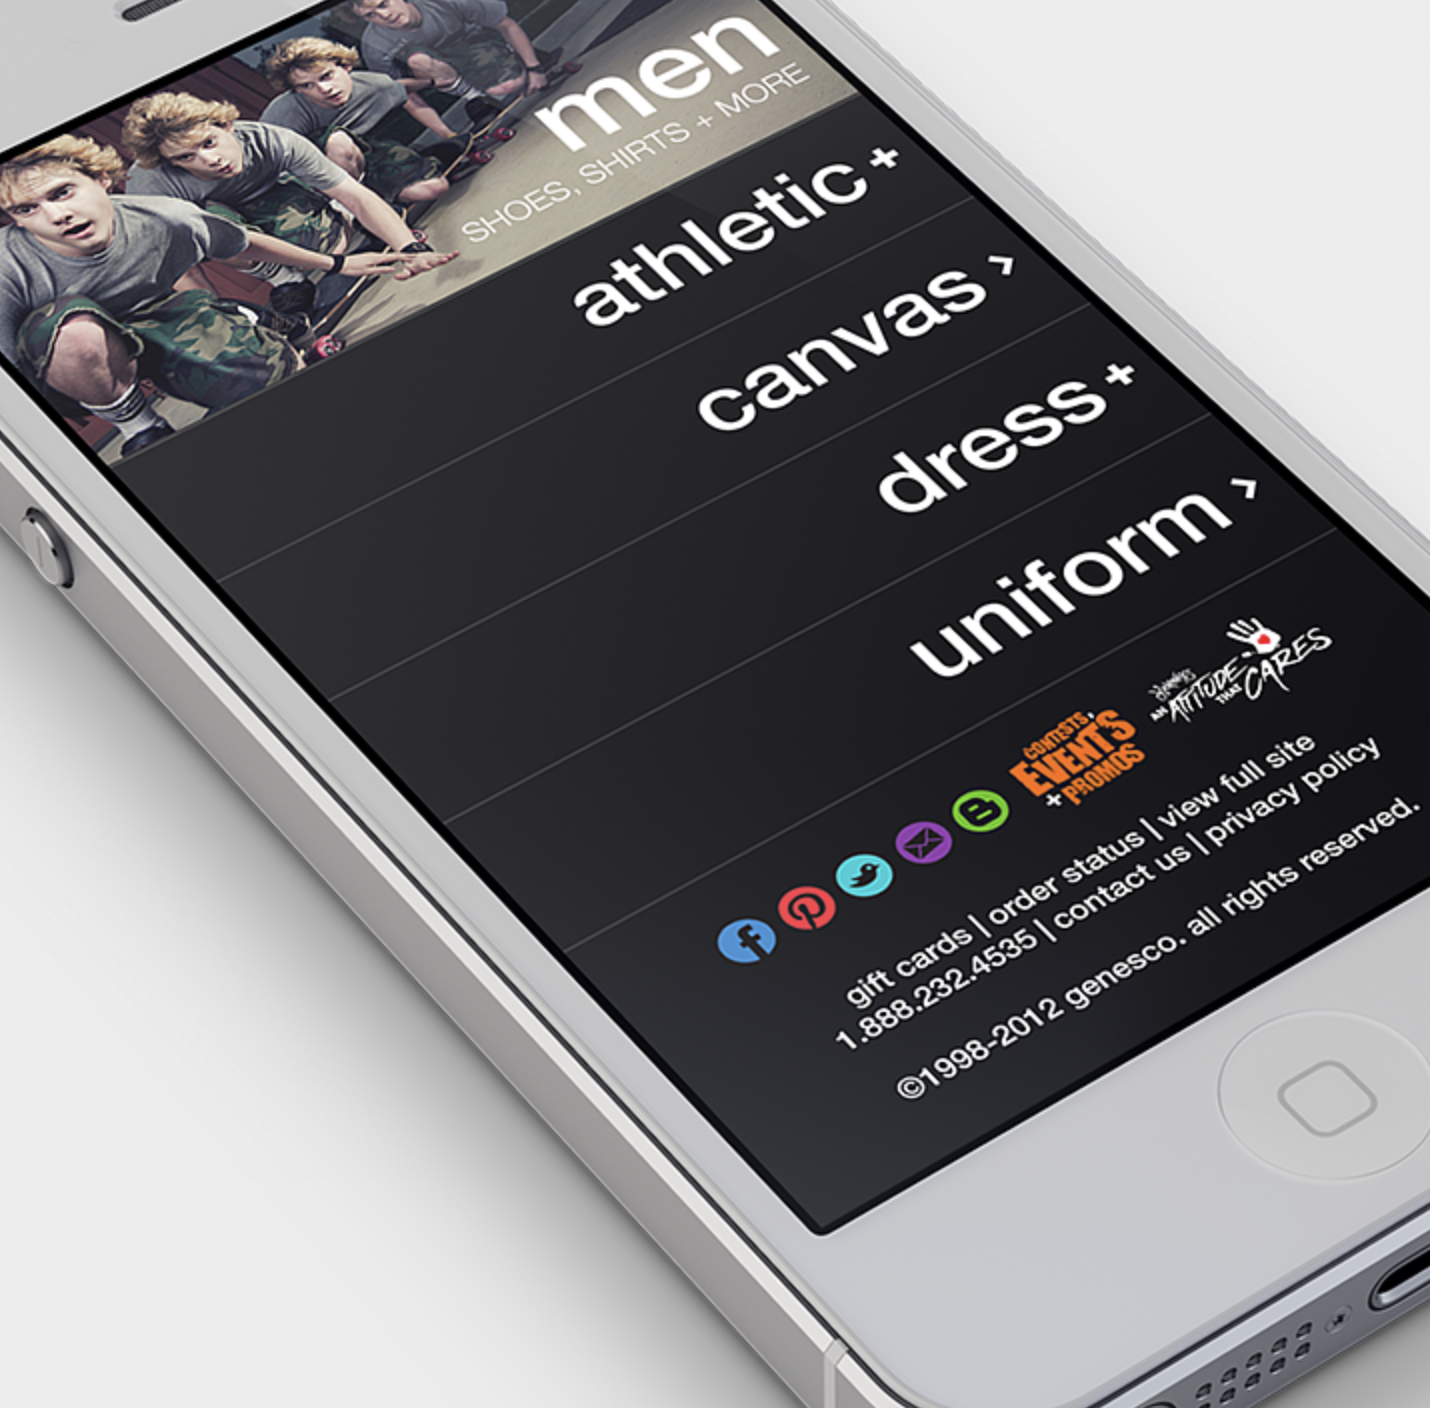 men
SHOES, SHIRTS + MORE
athletic +
canvas ›
dress +
uniform ›
CONTESTS,
EVENTS
+ PROMOS
AN ATTITUDE THAT CARES
gift cards | order status | view full site
1.888.232.4535 | contact us | privacy policy
©1998-2012 genesco. all rights reserved.